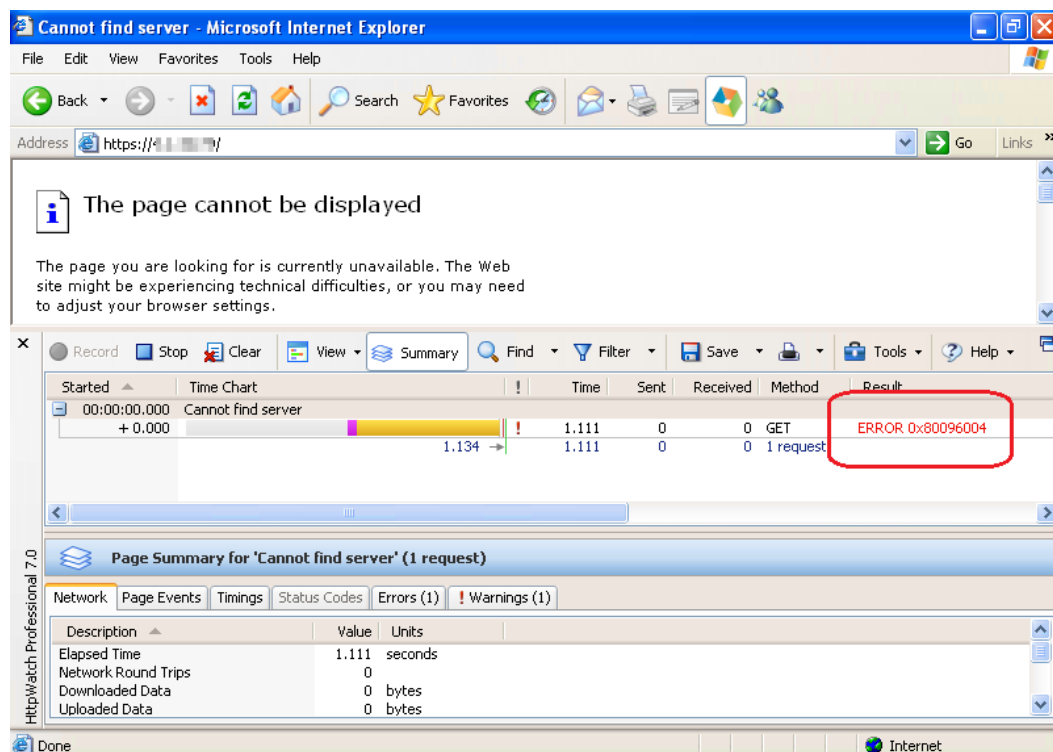 Cannot find server - Microsoft Internet Explorer
File Edit View Favorites Tools Help
Back Search Favorites
Address https:// / Go Links »
The page cannot be displayed
The page you are looking for is currently unavailable. The Web
site might be experiencing technical difficulties, or you may need
to adjust your browser settings.
Record Stop Clear View Summary Find Filter Save Tools Help
Started Time Chart ! Time Sent Received Method Result
00:00:00.000 Cannot find server
+ 0.000 ! 1.111 0 0 GET ERROR 0x80096004
1.134 1.111 0 0 1 request
Page Summary for 'Cannot find server' (1 request)
Network Page Events Timings Status Codes Errors (1) ! Warnings (1)
Description Value Units
Elapsed Time 1.111 seconds
Network Round Trips 0
Downloaded Data 0 bytes
Uploaded Data 0 bytes
HttpWatch Professional 7.0
Done Internet